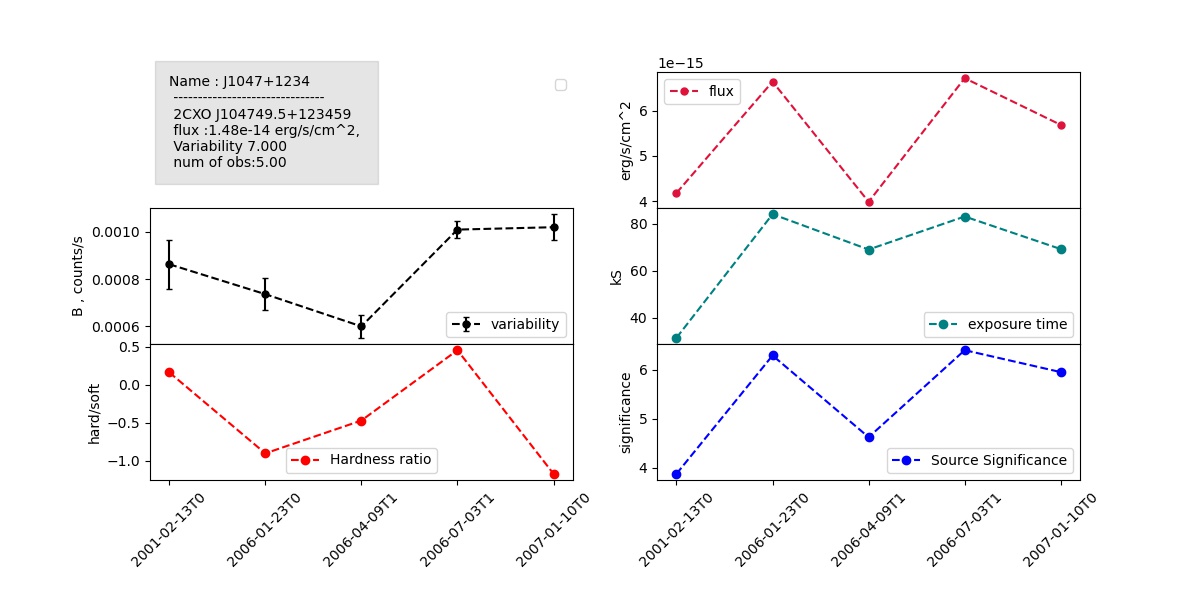 Name : J1047+1234
--------------------------------
2CXO J104749.5+123459
flux :1.48e-14 erg/s/cm^2,
Variability 7.000
num of obs:5.00
B , counts/s
0.0010
0.0008
0.0006
variability
hard/soft
0.5
0.0
−0.5
−1.0
Hardness ratio
2001-02-13T0
2006-01-23T0
2006-04-09T1
2006-07-03T1
2007-01-10T0
1e−15
erg/s/cm^2
6
5
4
flux
kS
80
60
40
exposure time
significance
6
5
4
Source Significance
2001-02-13T0
2006-01-23T0
2006-04-09T1
2006-07-03T1
2007-01-10T0